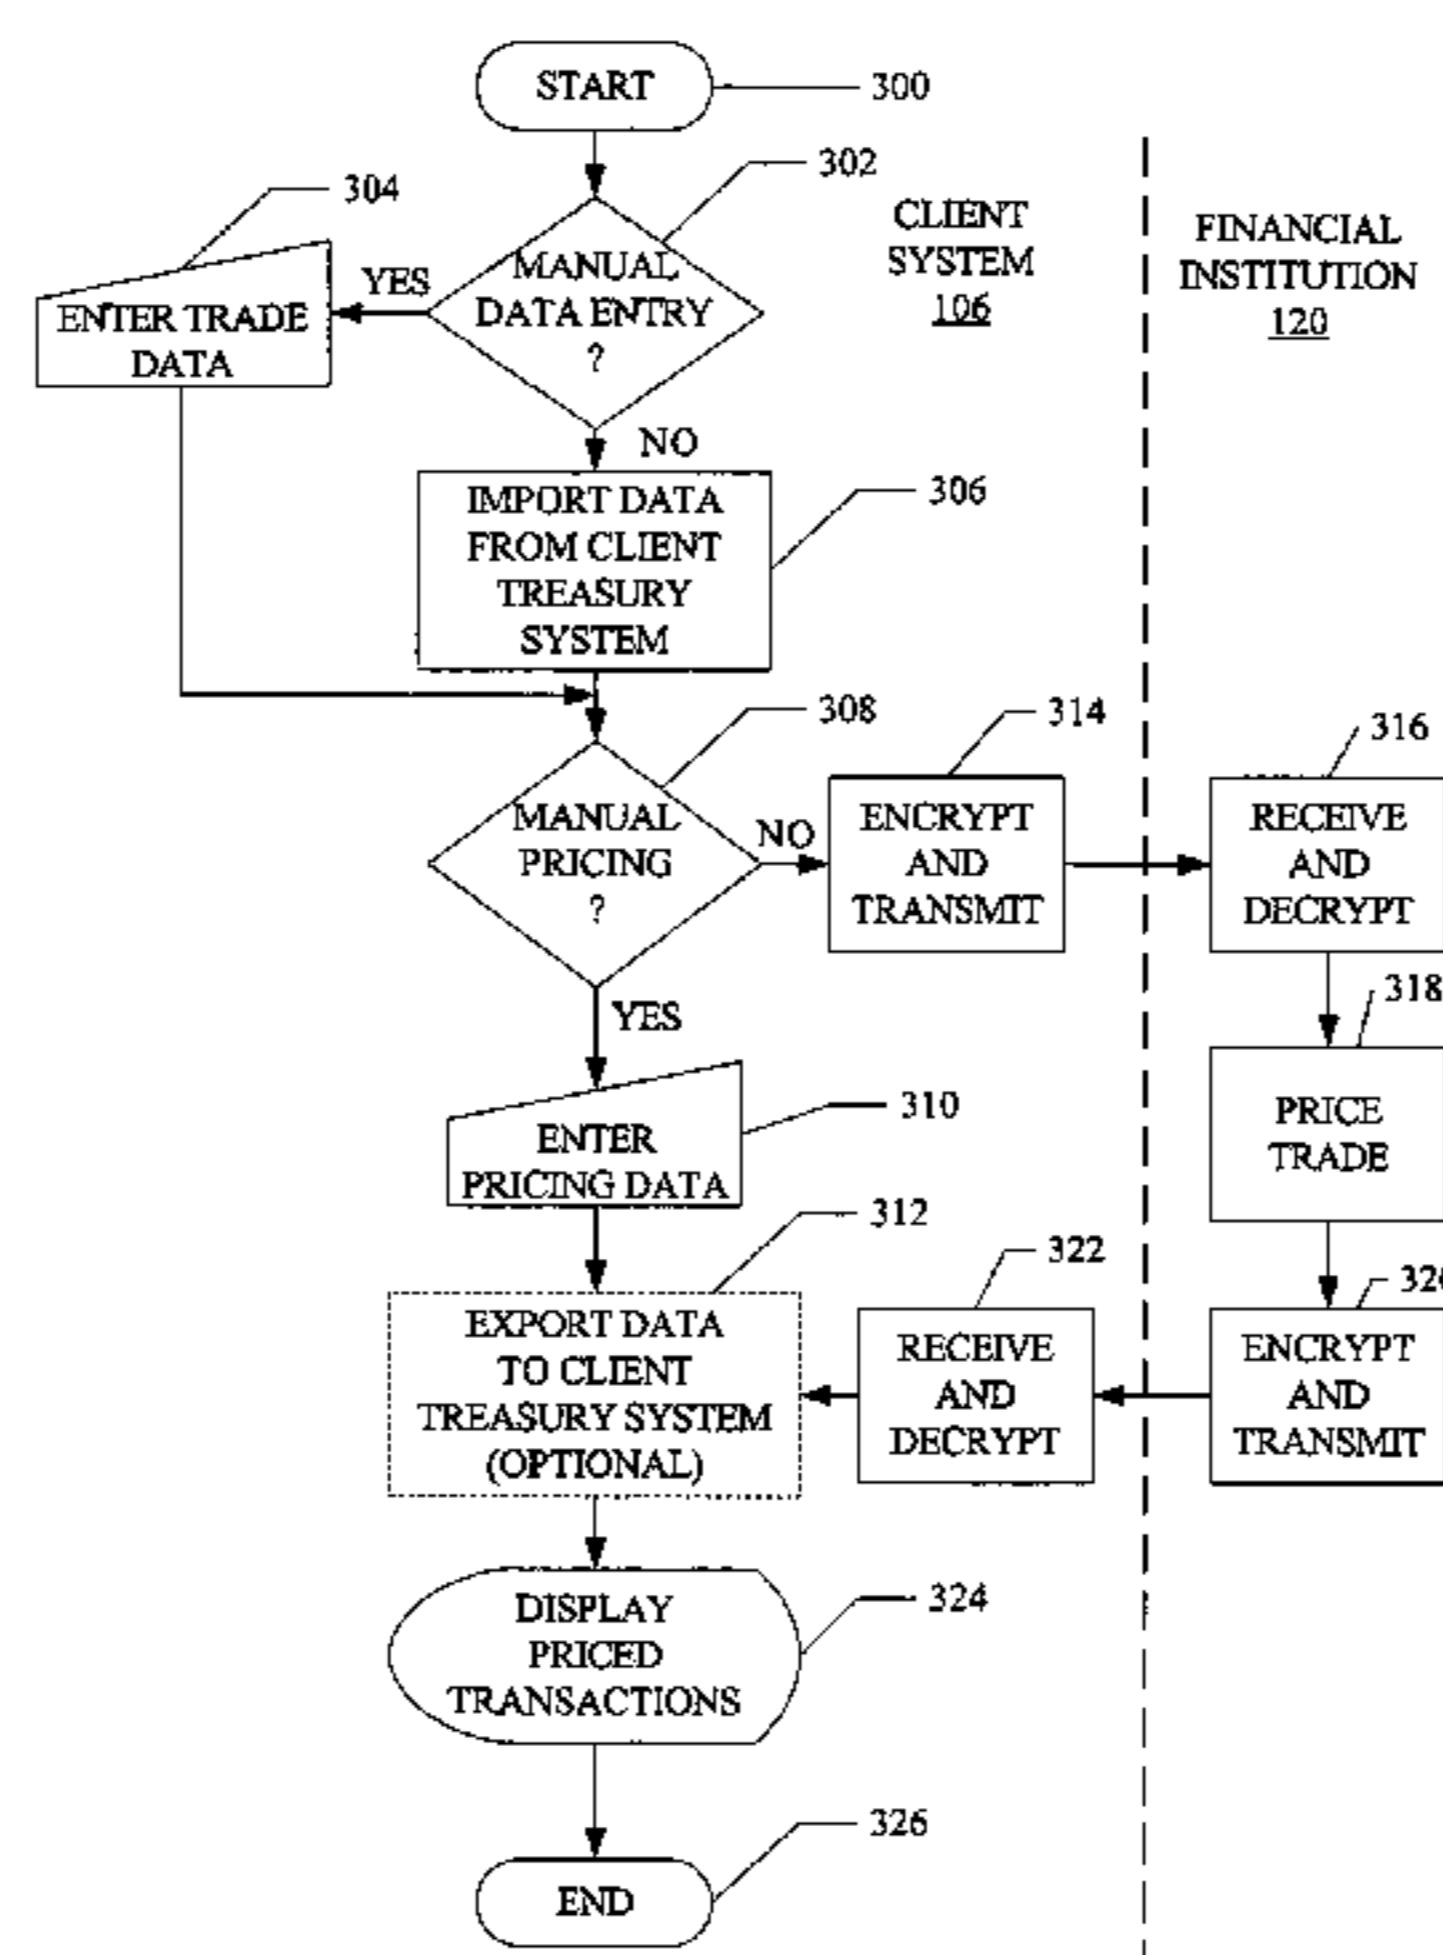 START
300
302
304
CLIENT
SYSTEM
106
FINANCIAL
INSTITUTION
120
YES
MANUAL
DATA ENTRY
?
ENTER TRADE
DATA
NO
IMPORT DATA
FROM CLIENT
TREASURY
SYSTEM
306
308
314
316
MANUAL
PRICING
?
NO
ENCRYPT
AND
TRANSMIT
RECEIVE
AND
DECRYPT
318
YES
PRICE
TRADE
310
ENTER
PRICING DATA
312
322
EXPORT DATA
TO CLIENT
TREASURY SYSTEM
(OPTIONAL)
RECEIVE
AND
DECRYPT
ENCRYPT
AND
TRANSMIT
DISPLAY
PRICED
TRANSACTIONS
324
326
END